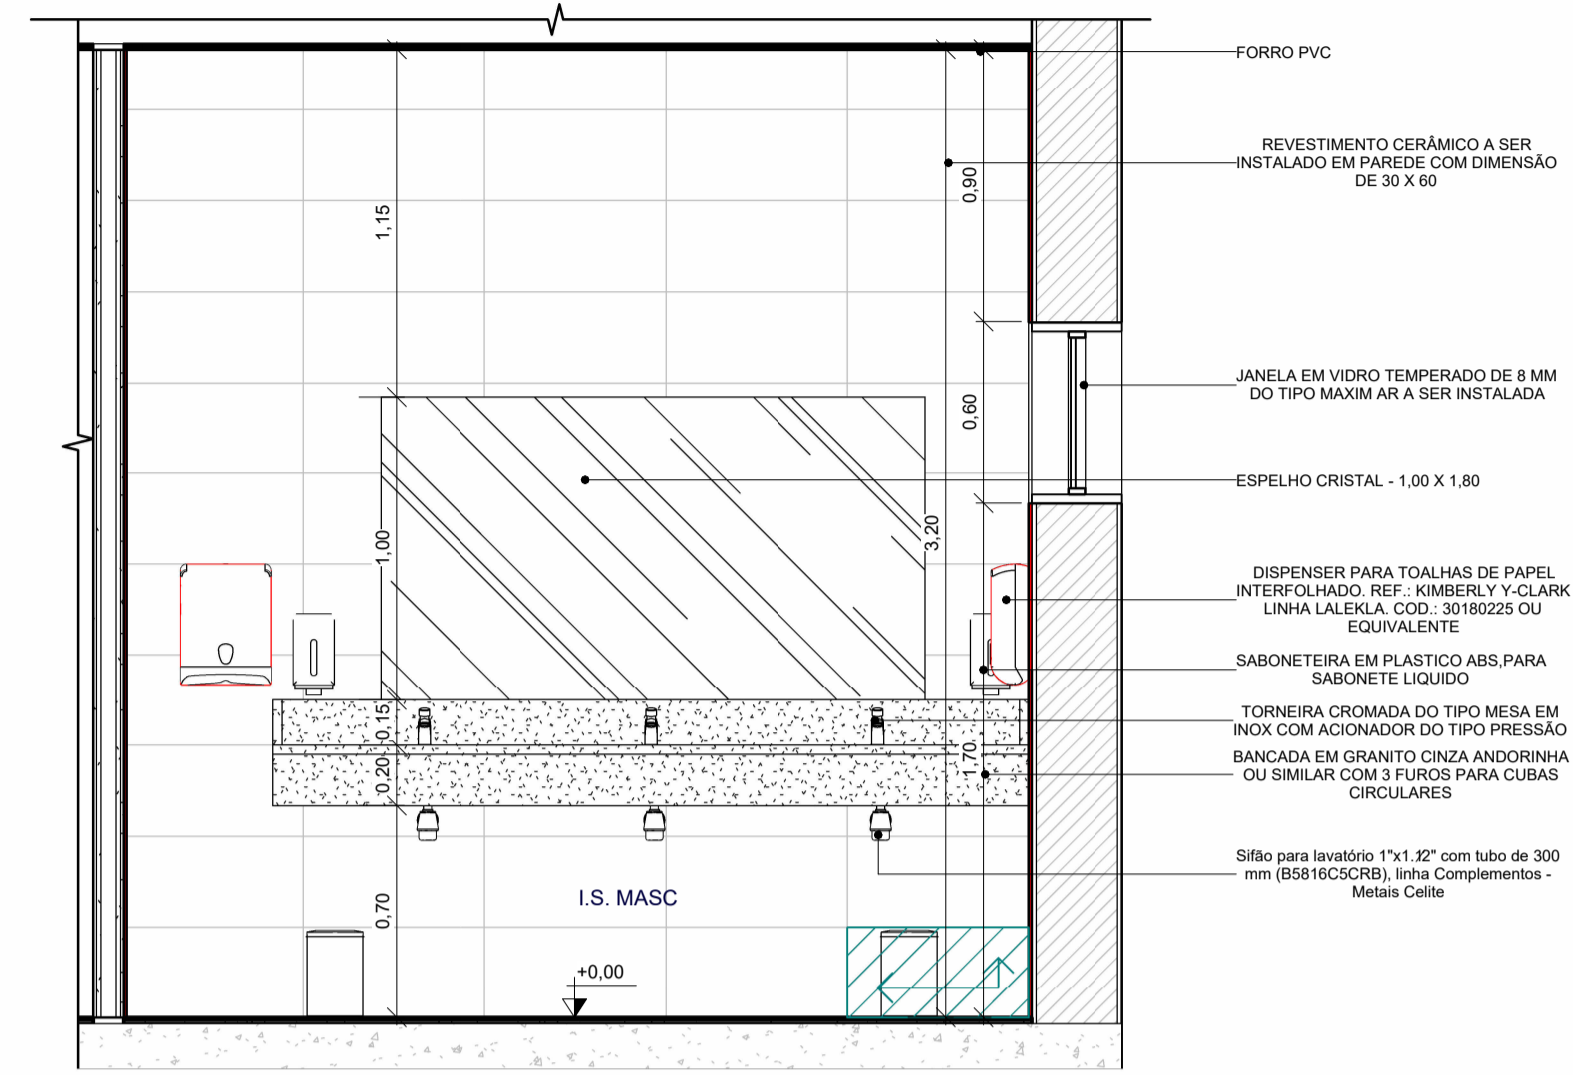 FORRO PVC
REVESTIMENTO CERÂMICO A SER
INSTALADO EM PAREDE COM DIMENSÃO
DE 30 X 60
0,90
1,15
JANELA EM VIDRO TEMPERADO DE 8 MM
DO TIPO MAXIM AR A SER INSTALADA
0,60
ESPELHO CRISTAL - 1,00 X 1,80
3,20
1,00
DISPENSER PARA TOALHAS DE PAPEL
INTERFOLHADO. REF.: KIMBERLY Y-CLARK
LINHA LALEKLA. COD.: 30180225 OU
EQUIVALENTE
SABONETEIRA EM PLASTICO ABS,PARA
SABONETE LIQUIDO
TORNEIRA CROMADA DO TIPO MESA EM
INOX COM ACIONADOR DO TIPO PRESSÃO
0,15
BANCADA EM GRANITO CINZA ANDORINHA
OU SIMILAR COM 3 FUROS PARA CUBAS
CIRCULARES
1,70
0,20
Sifão para lavatório 1"x1.12" com tubo de 300
mm (B5816C5CRB), linha Complementos -
Metais Celite
I.S. MASC
0,70
+0,00